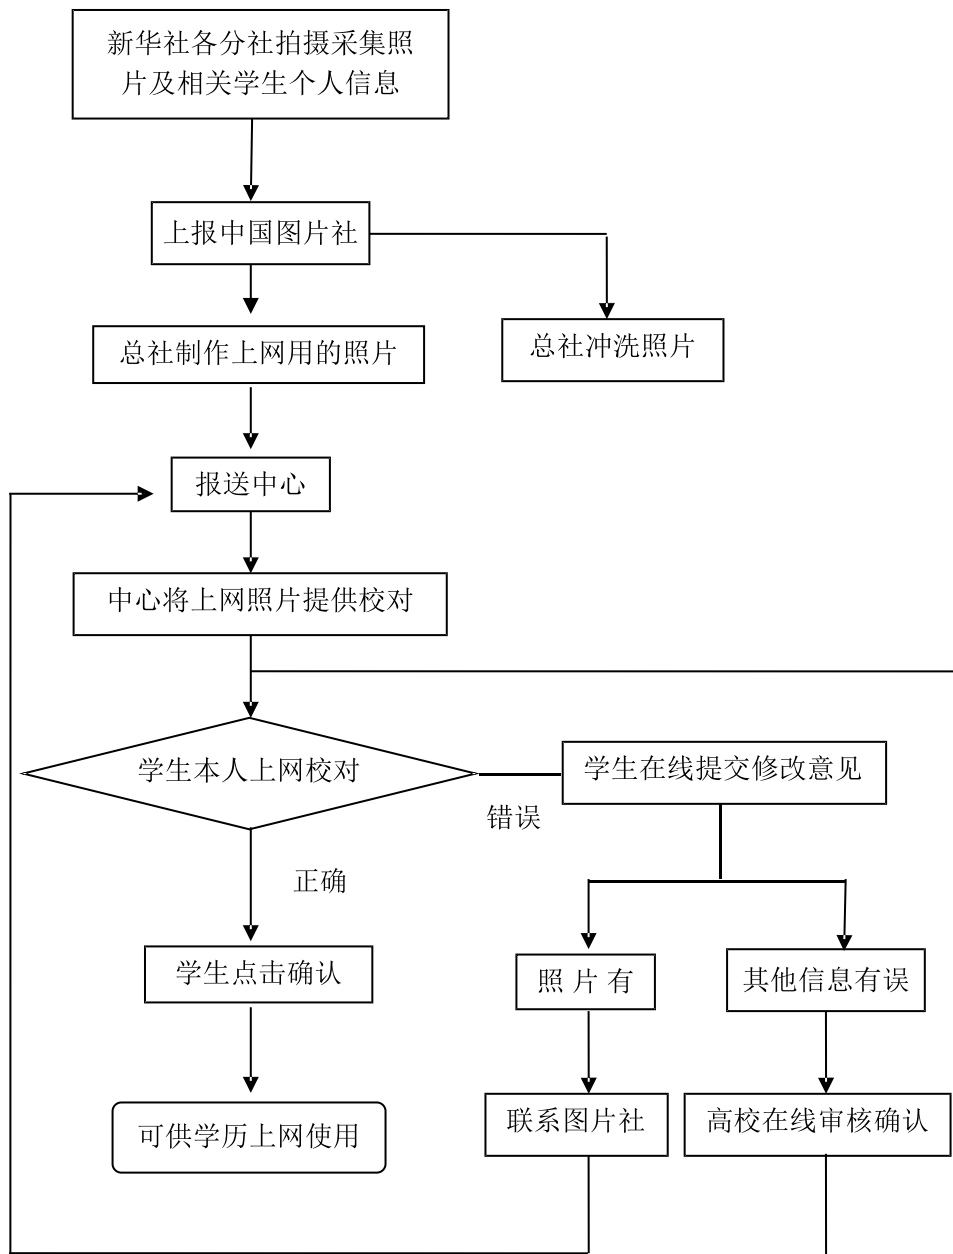 新华社各分社拍摄采集照
片及相关学生个人信息
上报中国图片社
总社制作上网用的照片
总社冲洗照片
报送中心
中心将上网照片提供校对
学生本人上网校对
学生在线提交修改意见
错误
正确
学生点击确认
照片有
其他信息有误
联系图片社
高校在线审核确认
可供学历上网使用